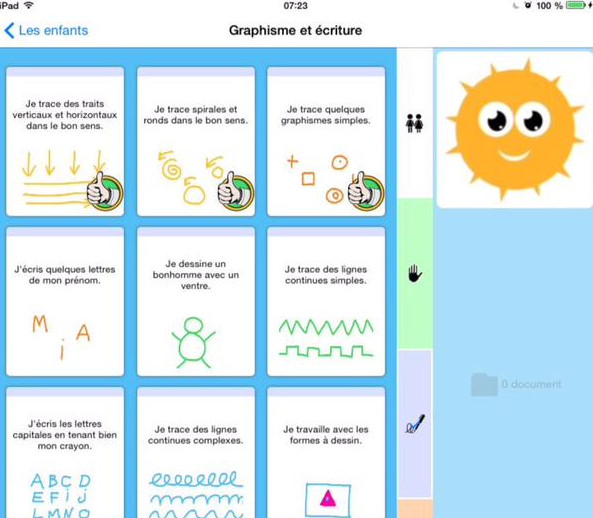 iPad 07:23 100 %
Les enfants Graphisme et écriture
Je trace des traits
verticaux et horizontaux
dans le bon sens.
Je trace spirales et
ronds dans le bon sens.
Je trace quelques
graphismes simples.
J'écris quelques lettres
de mon prénom.
M i A
Je dessine un
bonhomme avec un
ventre.
Je trace des lignes
continues simples.
J'écris les lettres
capitales en tenant bien
mon crayon.
A B C D
E F i J
L M N O
Je trace des lignes
continues complexes.
Je travaille avec les
formes à dessin.
0 document